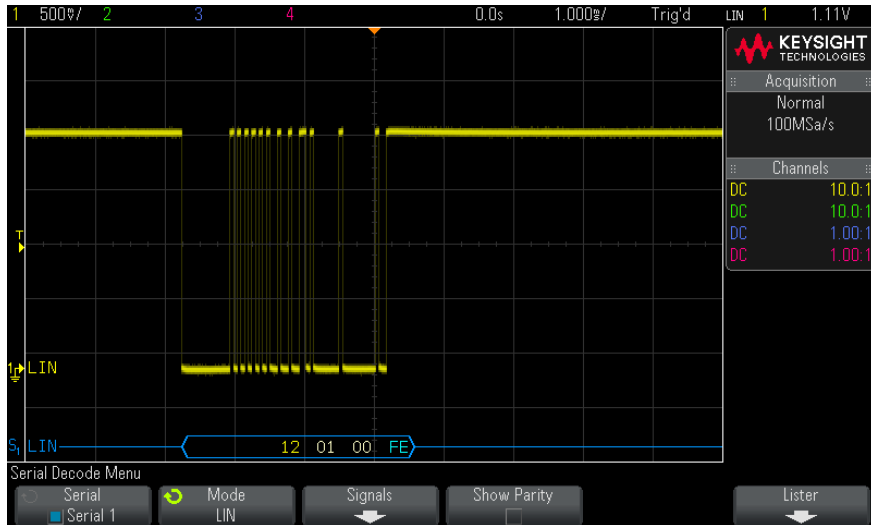 1 500mV/ 2 3 4 0.0s 1.000ms/ Trig'd LIN 1 1.11V
KEYSIGHT
TECHNOLOGIES
Acquisition
Normal
100MSa/s
Channels
DC 10.0:1
DC 10.0:1
DC 1.00:1
DC 1.00:1
T
1 LIN
S1 LIN 12 01 00 FE
Serial Decode Menu
Serial Mode Signals Show Parity Lister
Serial 1 LIN